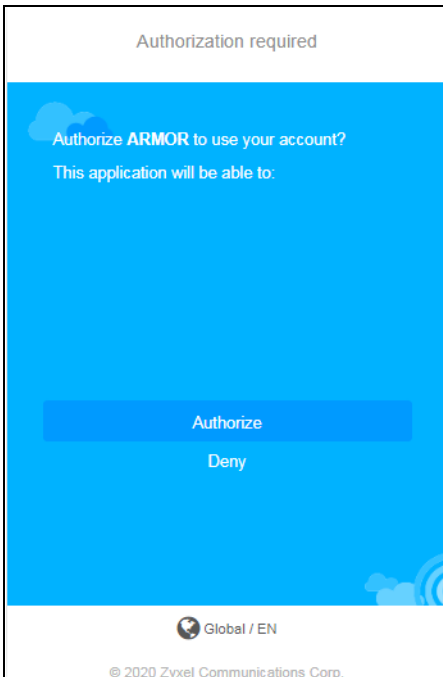 Authorization required
Authorize ARMOR to use your account?
This application will be able to:
Authorize
Deny
Global / EN
© 2020 Zyxel Communications Corp.